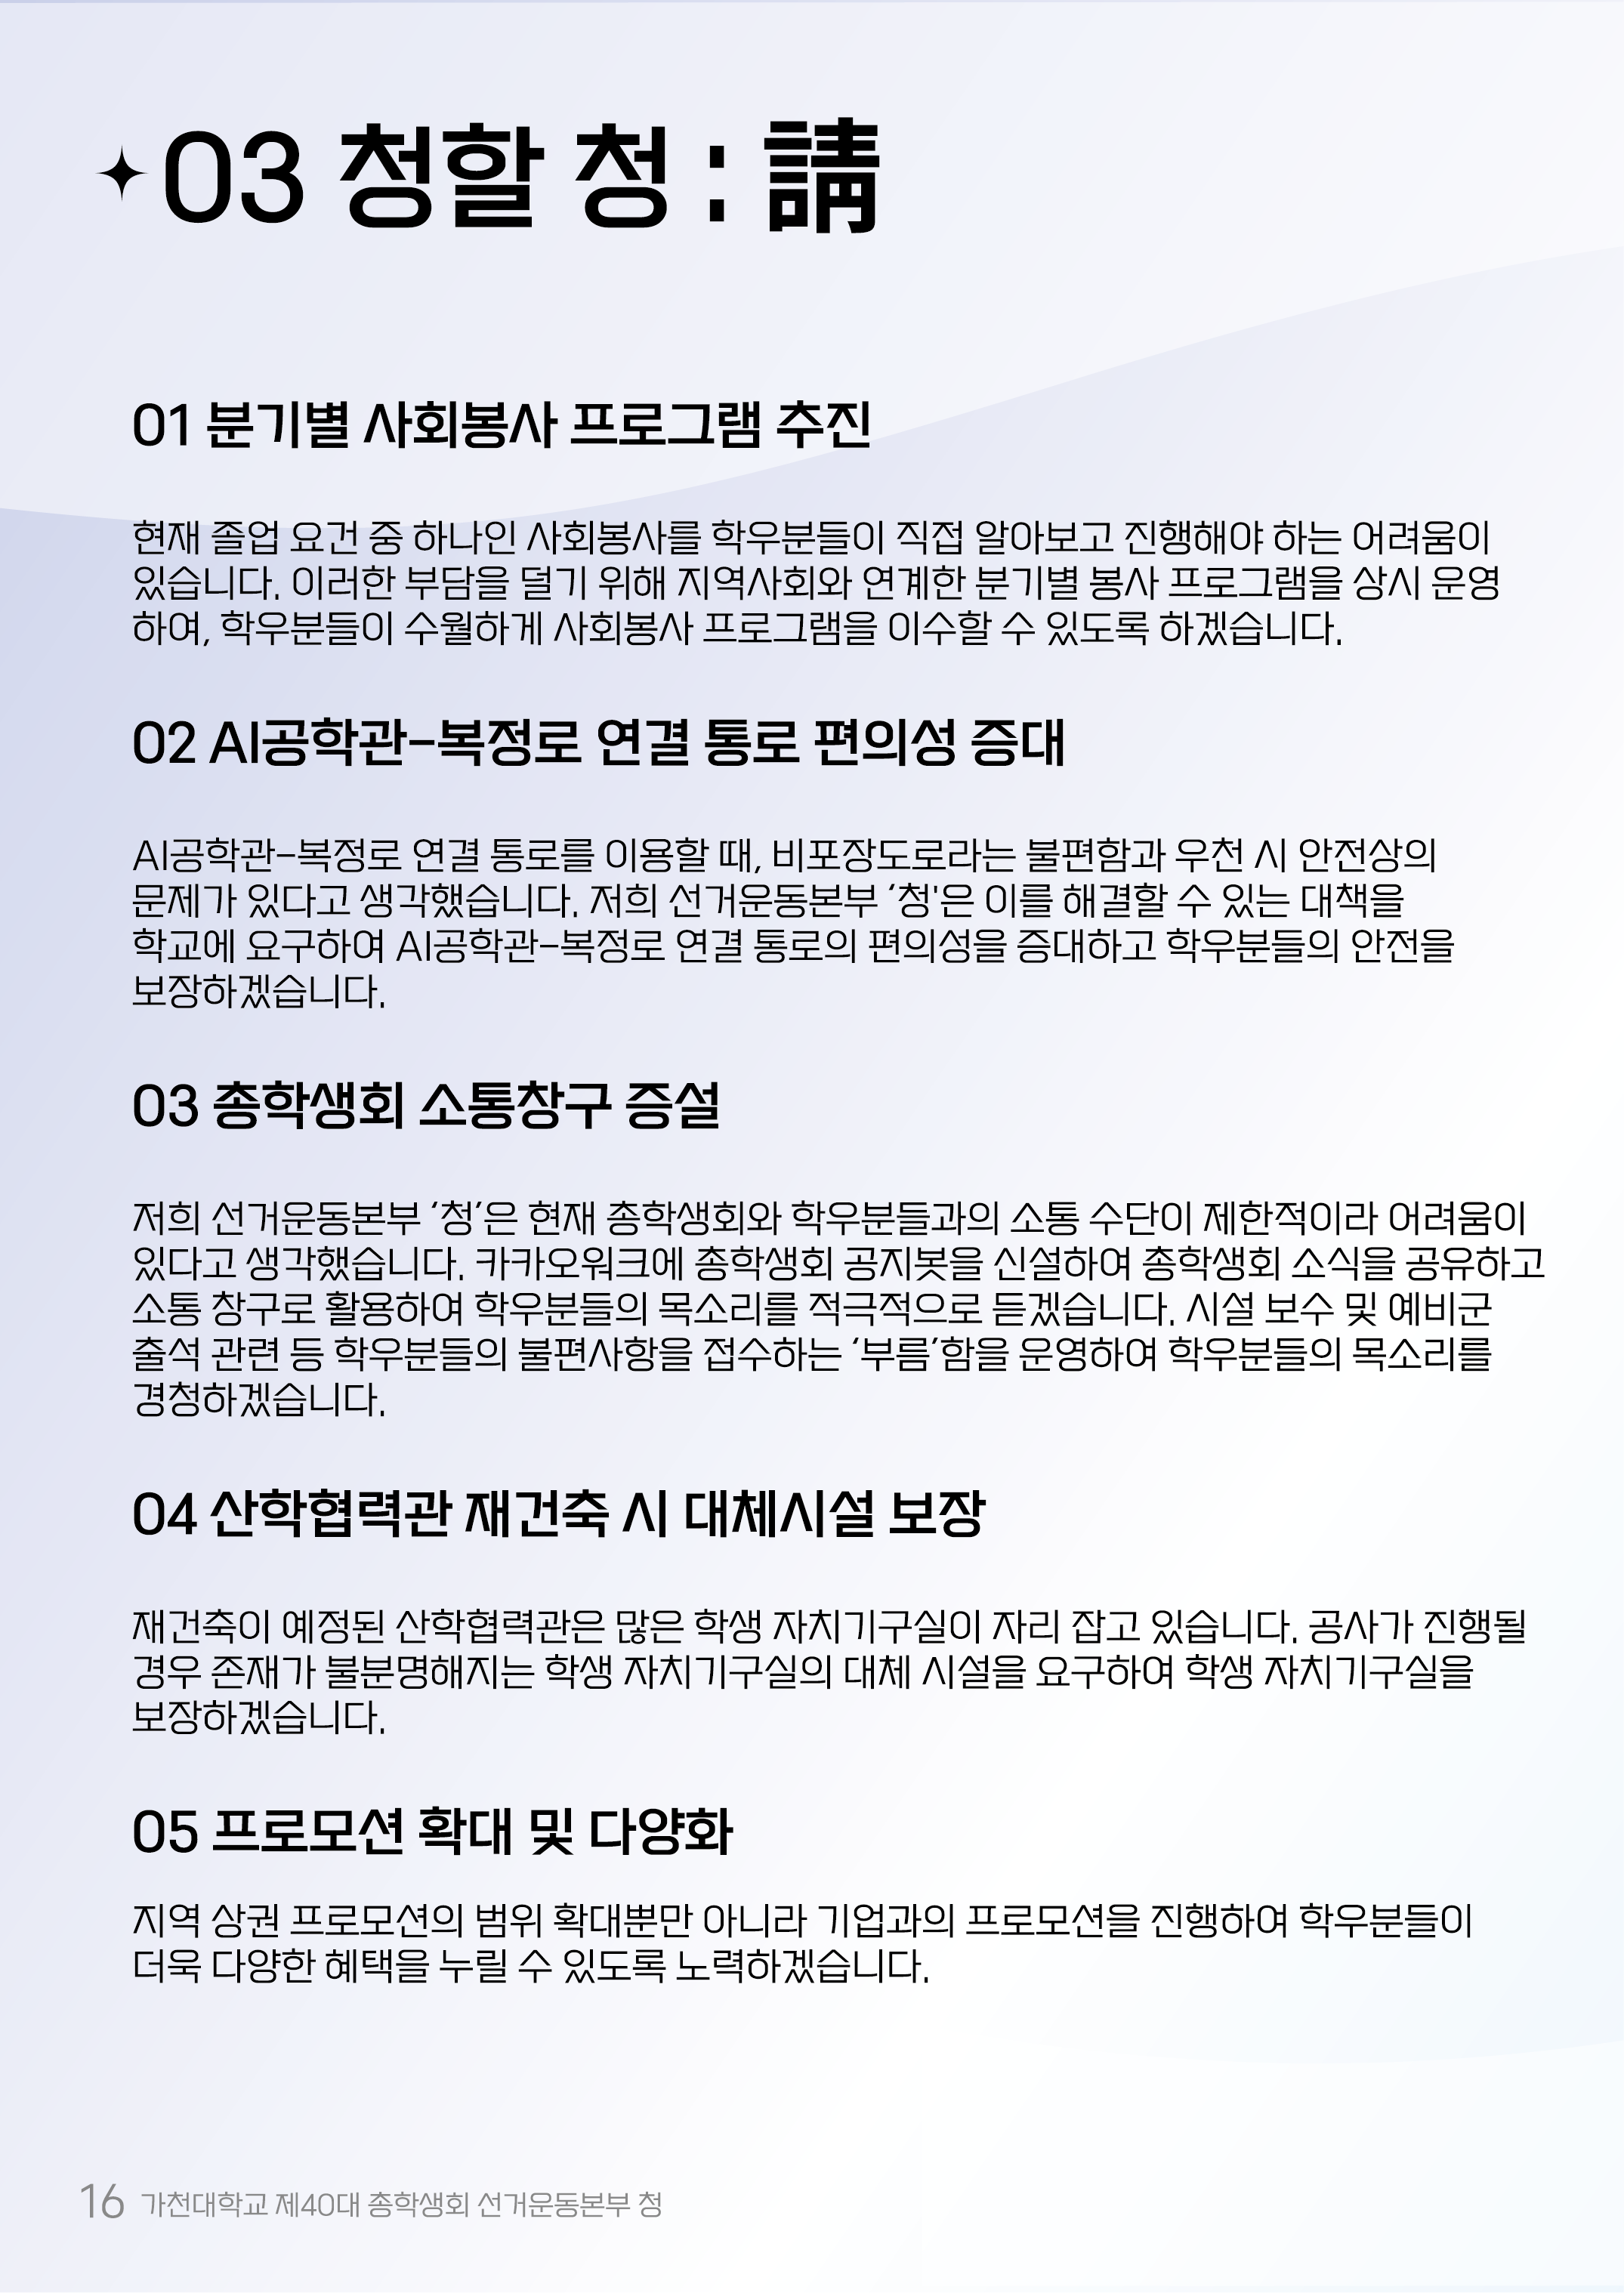 03 청할 청 : 請
01 분기별 사회봉사 프로그램 추진
현재 졸업 요건 중 하나인 사회봉사를 학우분들이 직접 알아보고 진행해야 하는 어려움이
있습니다. 이러한 부담을 덜기 위해 지역사회와 연계한 분기별 봉사 프로그램을 상시 운영
하여, 학우분들이 수월하게 사회봉사 프로그램을 이수할 수 있도록 하겠습니다.
02 AI공학관-복정로 연결 통로 편의성 증대
AI공학관-복정로 연결 통로를 이용할 때, 비포장도로라는 불편함과 우천 시 안전상의
문제가 있다고 생각했습니다. 저희 선거운동본부 ‘청'은 이를 해결할 수 있는 대책을
학교에 요구하여 AI공학관-복정로 연결 통로의 편의성을 증대하고 학우분들의 안전을
보장하겠습니다.
03 총학생회 소통창구 증설
저희 선거운동본부 ‘청’은 현재 총학생회와 학우분들과의 소통 수단이 제한적이라 어려움이
있다고 생각했습니다. 카카오워크에 총학생회 공지봇을 신설하여 총학생회 소식을 공유하고
소통 창구로 활용하여 학우분들의 목소리를 적극적으로 듣겠습니다. 시설 보수 및 예비군
출석 관련 등 학우분들의 불편사항을 접수하는 ‘부름’함을 운영하여 학우분들의 목소리를
경청하겠습니다.
04 산학협력관 재건축 시 대체시설 보장
재건축이 예정된 산학협력관은 많은 학생 자치기구실이 자리 잡고 있습니다. 공사가 진행될
경우 존재가 불분명해지는 학생 자치기구실의 대체 시설을 요구하여 학생 자치기구실을
보장하겠습니다.
05 프로모션 확대 및 다양화
지역 상권 프로모션의 범위 확대뿐만 아니라 기업과의 프로모션을 진행하여 학우분들이
더욱 다양한 혜택을 누릴 수 있도록 노력하겠습니다.
16 가천대학교 제40대 총학생회 선거운동본부 청